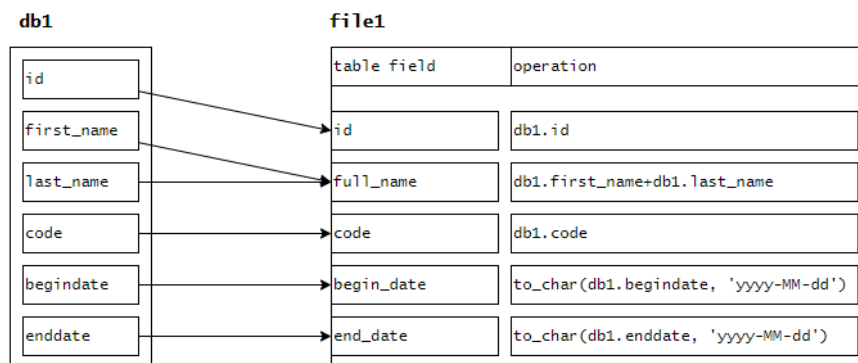 db1
file1
table field
operation
id
first_name
last_name
code
begindate
enddate
id
db1.id
full_name
db1.first_name+db1.last_name
code
db1.code
begin_date
to_char(db1.begindate, 'yyyy-MM-dd')
end_date
to_char(db1.enddate, 'yyyy-MM-dd')